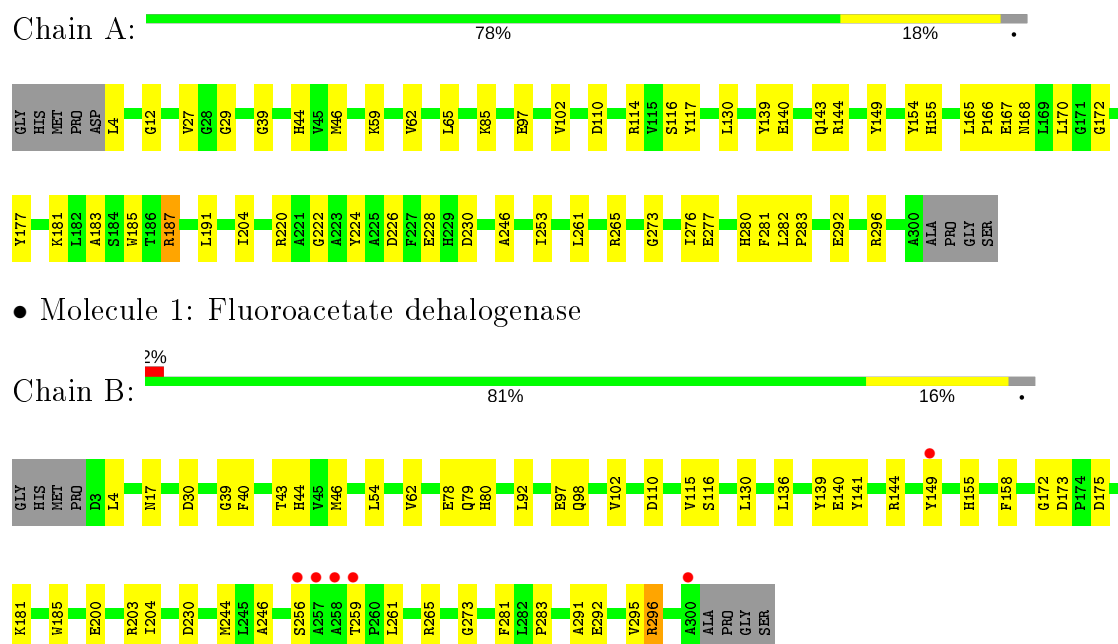 Chain A:
78% 18% •
GLY HIS MET PRO ASP L4 G12 V27 G28 G29 G39 H44 V45 M46 K59 V62 L65 K85 E97 V102 D110 R114 V115 S116 Y117 L130 Y139 E140 Q143 R144 Y149 Y154 H155 L165 P166 E167 N168 L169 L170 G171 G172
Y177 K181 L182 A183 S184 W185 T186 R187 L191 I204 R220 A221 G222 A223 Y224 A225 D226 F227 E228 H229 D230 A246 I253 L261 R265 G273 I276 E277 H280 F281 L282 P283 E292 R296 A300 ALA PRO GLY SER
• Molecule 1: Fluoroacetate dehalogenase
2%
Chain B:
81% 16% •
GLY HIS MET PRO D3 L4 N17 D30 G39 F40 T43 H44 V45 M46 L54 V62 E78 Q79 H80 L92 E97 Q98 V102 D110 V115 S116 L130 L136 Y139 E140 Y141 R144 Y149 H155 F158 G172 D173 P174 D175
K181 W185 E200 R203 I204 D230 M244 L245 A246 S256 A257 A258 T259 P260 L261 R265 G273 F281 L282 P283 A291 E292 V295 R296 A300 ALA PRO GLY SER